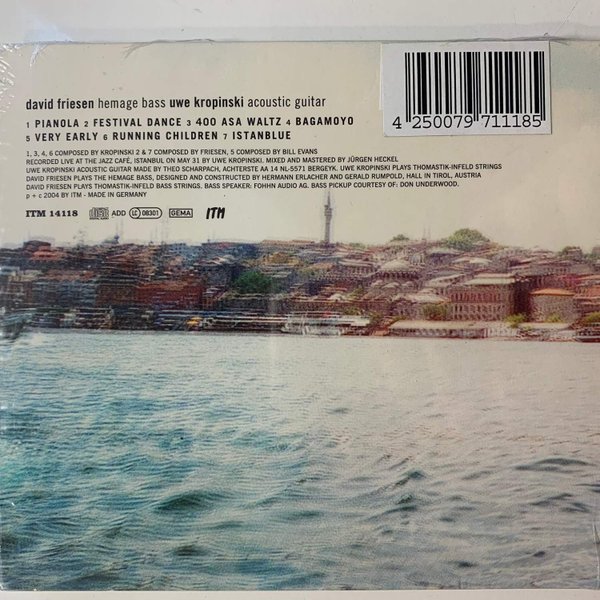 david friesen hemage bass uwe kropinski acoustic guitar
1 PIANOLA 2 FESTIVAL DANCE 3 400 ASA WALTZ 4 BAGAMOYO
5 VERY EARLY 6 RUNNING CHILDREN 7 ISTANBLUE
1, 3, 4, 6 COMPOSED BY KROPINSKI 2 & 7 COMPOSED BY FRIESEN, 5 COMPOSED BY BILL EVANS
RECORDED LIVE AT THE JAZZ CAFÉ, ISTANBUL ON MAY 31 BY UWE KROPINSKI. MIXED AND MASTERED BY JÜRGEN HECKEL
UWE KROPINSKI ACOUSTIC GUITAR MADE BY THEO SCHARPACH, ACHTERSTE AA 14 NL-5571 BERGEYK. UWE KROPINSKI PLAYS THOMASTIK-INFELD STRINGS
DAVID FRIESEN PLAYS THE HEMAGE BASS, DESIGNED AND CONSTRUCTED BY HERMANN ERLACHER AND GERALD RUMPOLD, HALL IN TIROL, AUSTRIA
DAVID FRIESEN PLAYS THOMASTIK-INFELD BASS STRINGS. BASS SPEAKER: FOHHN AUDIO AG. BASS PICKUP COURTESY OF: DON UNDERWOOD.
p + c 2004 BY ITM - MADE IN GERMANY
ITM 14118 ADD LC 08301 GEMA ITM
4 250079 711185